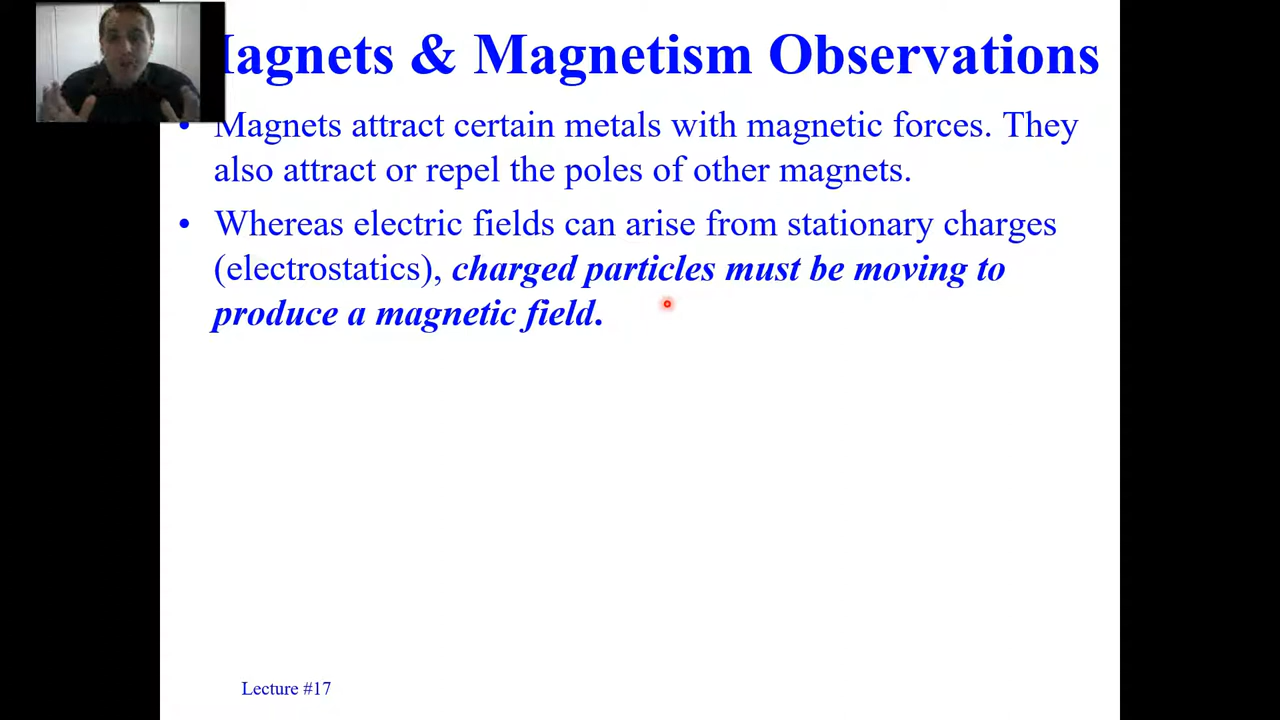 agnets & Magnetism Observations
• Magnets attract certain metals with magnetic forces. They
also attract or repel the poles of other magnets.
• Whereas electric fields can arise from stationary charges
(electrostatics), charged particles must be moving to
produce a magnetic field.
Lecture #17